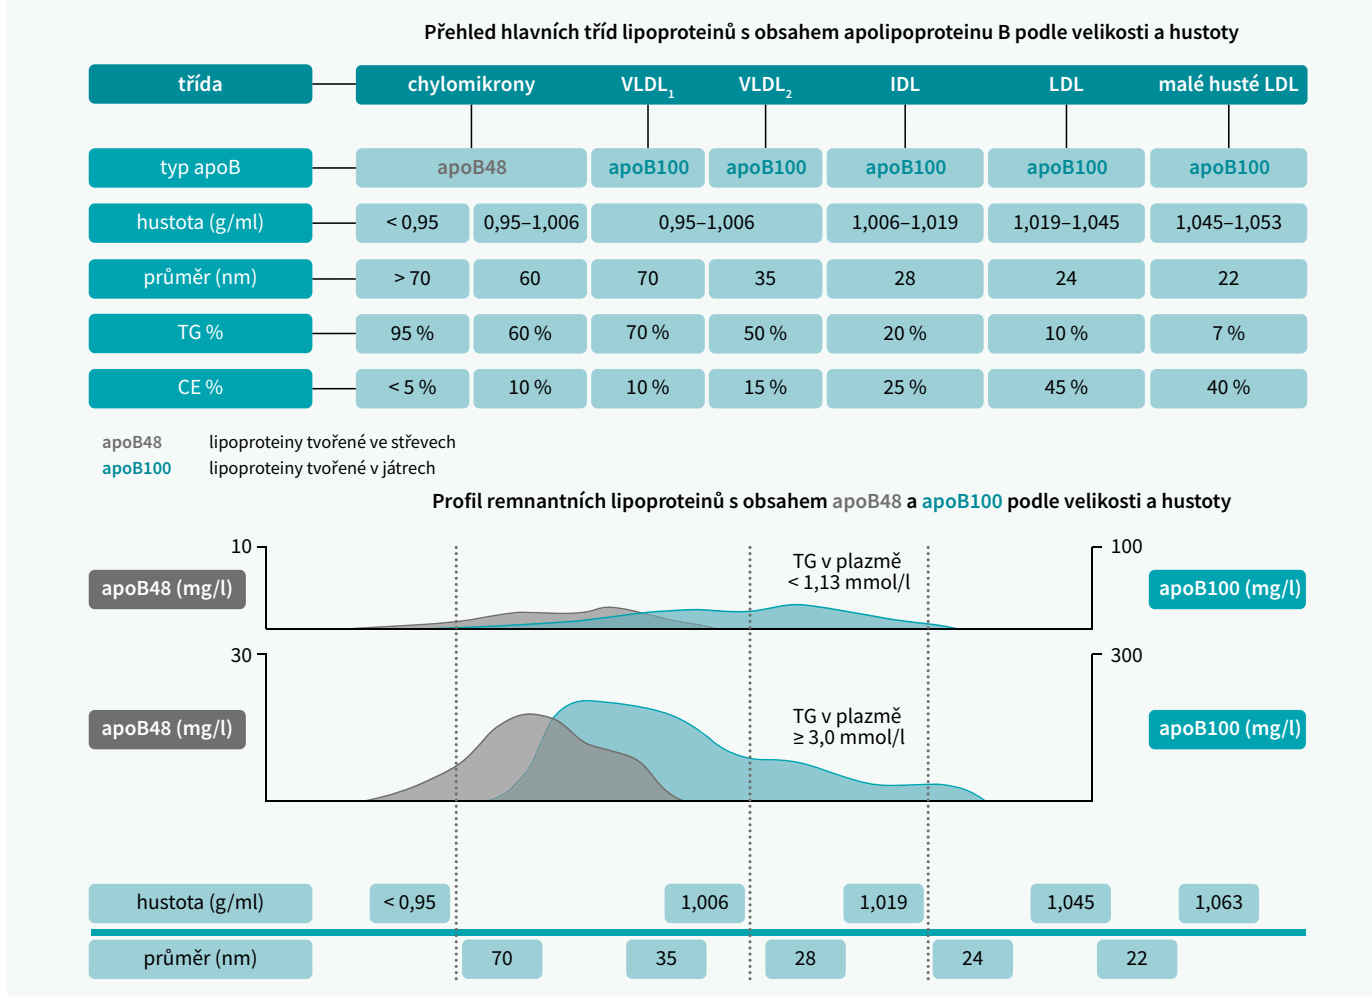 Přehled hlavních tříd lipoproteinů s obsahem apolipoproteinu B podle velikosti a hustoty
třída chylomikrony VLDL₁ VLDL₂ IDL LDL malé husté LDL
typ apoB apoB48 apoB100 apoB100 apoB100 apoB100 apoB100
hustota (g/ml) < 0,95 0,95–1,006 0,95–1,006 1,006–1,019 1,019–1,045 1,045–1,053
průměr (nm) > 70 60 70 35 28 24 22
TG % 95 % 60 % 70 % 50 % 20 % 10 % 7 %
CE % < 5 % 10 % 10 % 15 % 25 % 45 % 40 %
apoB48 lipoproteiny tvořené ve střevech
apoB100 lipoproteiny tvořené v játrech
Profil remnantních lipoproteinů s obsahem apoB48 a apoB100 podle velikosti a hustoty
10 100
TG v plazmě
< 1,13 mmol/l
apoB48 (mg/l) apoB100 (mg/l)
30 300
TG v plazmě
≥ 3,0 mmol/l
apoB48 (mg/l) apoB100 (mg/l)
hustota (g/ml) < 0,95 1,006 1,019 1,045 1,063
průměr (nm) 70 35 28 24 22